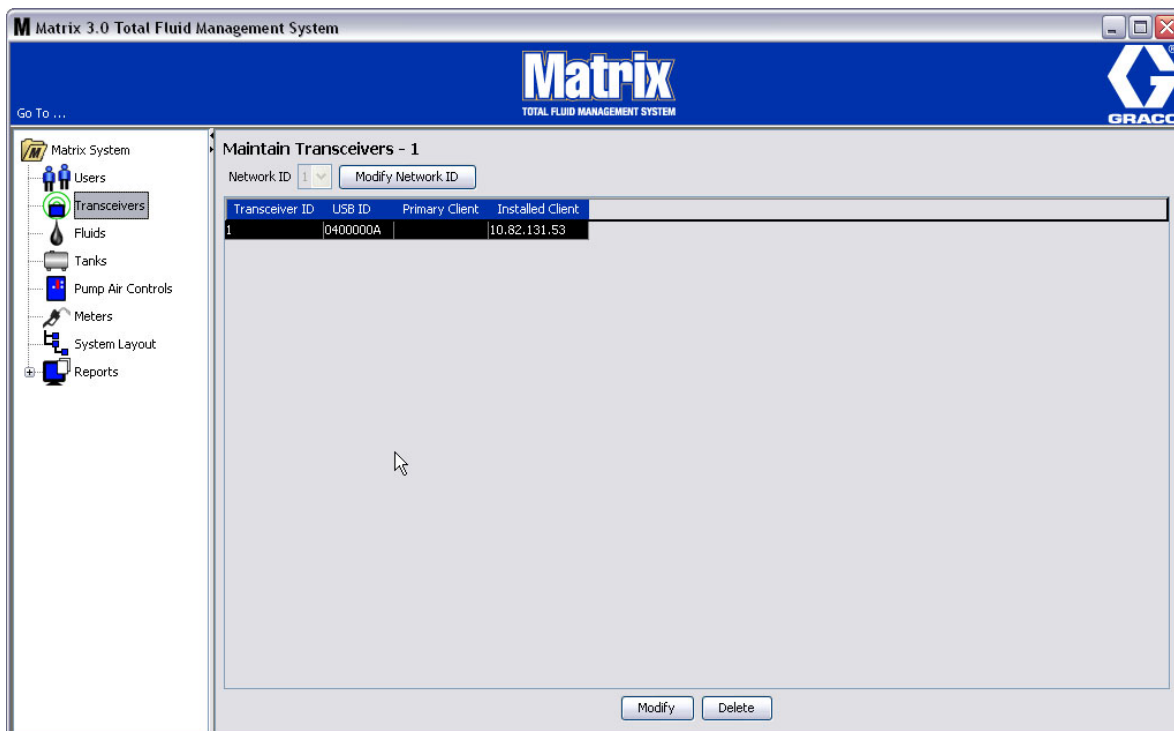 M Matrix 3.0 Total Fluid Management System
Matrix
TOTAL FLUID MANAGEMENT SYSTEM
Go To ...
G
GRACO
®
M Matrix System
Users
Transceivers
Fluids
Tanks
Pump Air Controls
Meters
System Layout
Reports
Maintain Transceivers - 1
Network ID 1 Modify Network ID
Transceiver ID USB ID Primary Client Installed Client
1 0400000A 10.82.131.53
Modify Delete